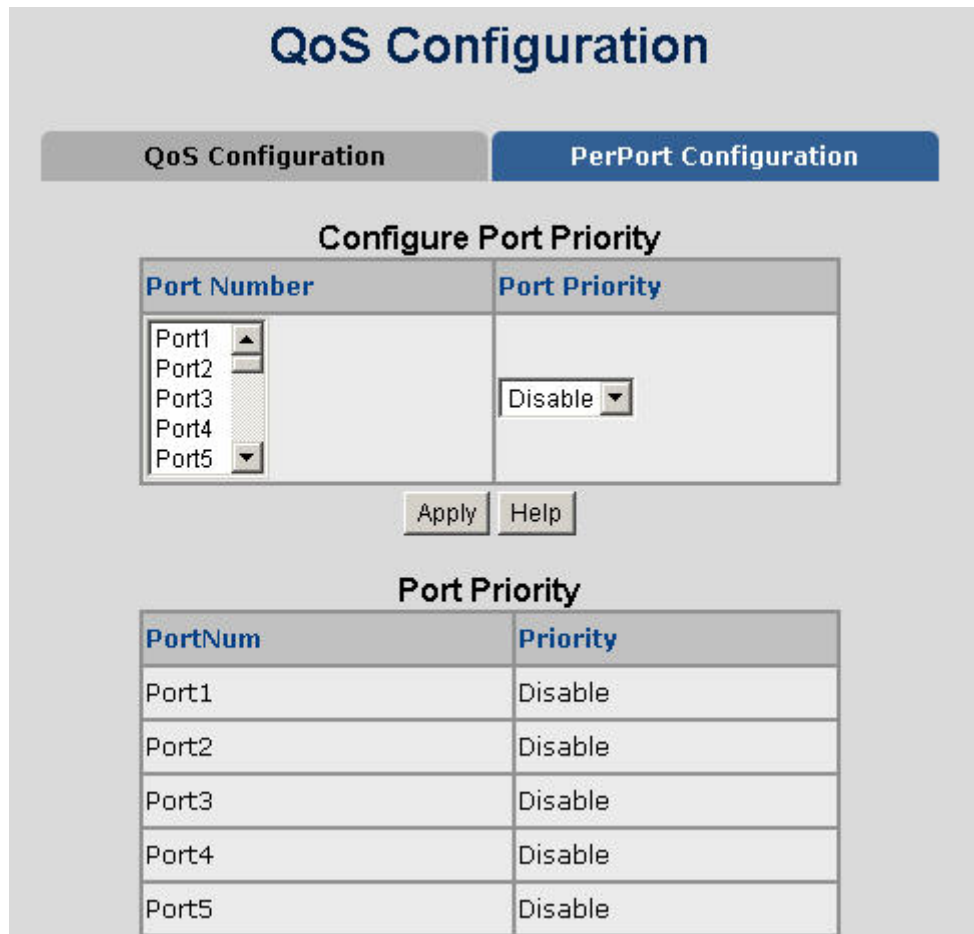 QoS Configuration
QoS Configuration PerPort Configuration
Configure Port Priority
Port Number Port Priority
Port1
Port2
Port3
Port4
Port5
Disable
Apply Help
Port Priority
PortNum Priority
Port1 Disable
Port2 Disable
Port3 Disable
Port4 Disable
Port5 Disable